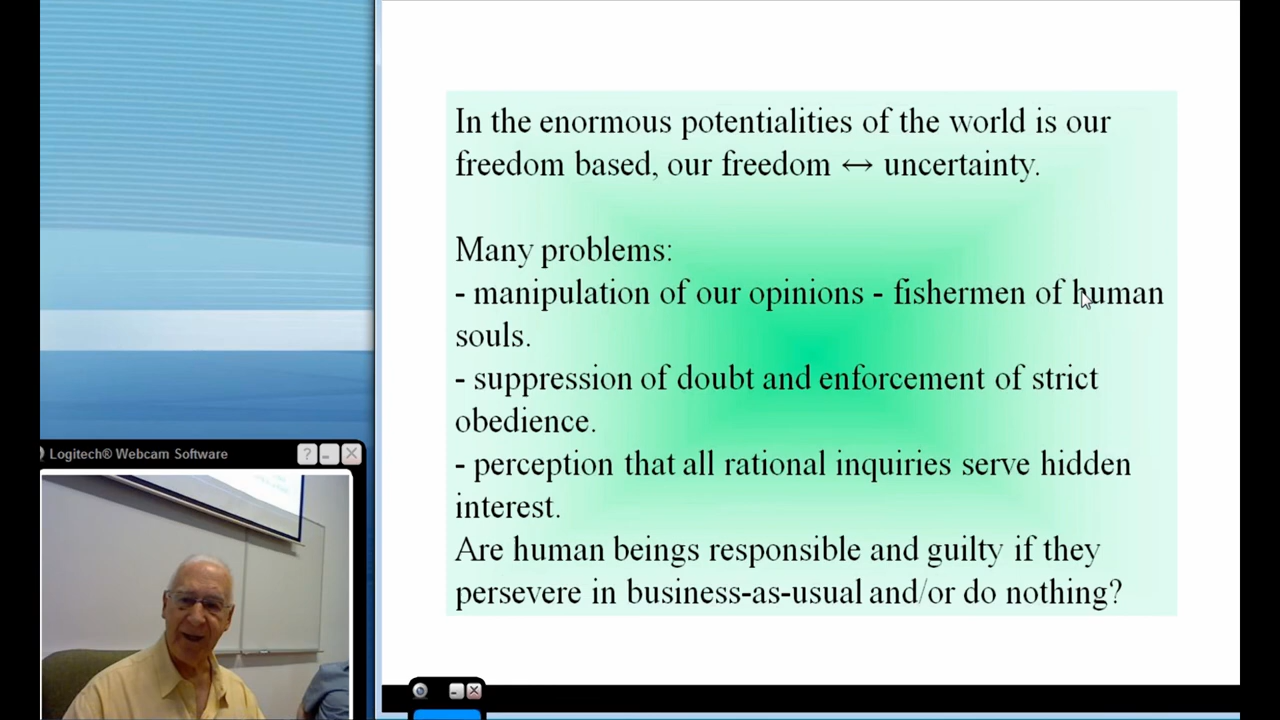 In the enormous potentialities of the world is our
freedom based, our freedom ↔ uncertainty.
Many problems:
- manipulation of our opinions - fishermen of human
souls.
- suppression of doubt and enforcement of strict
obedience.
- perception that all rational inquiries serve hidden
interest.
Are human beings responsible and guilty if they
persevere in business-as-usual and/or do nothing?
Logitech® Webcam Software